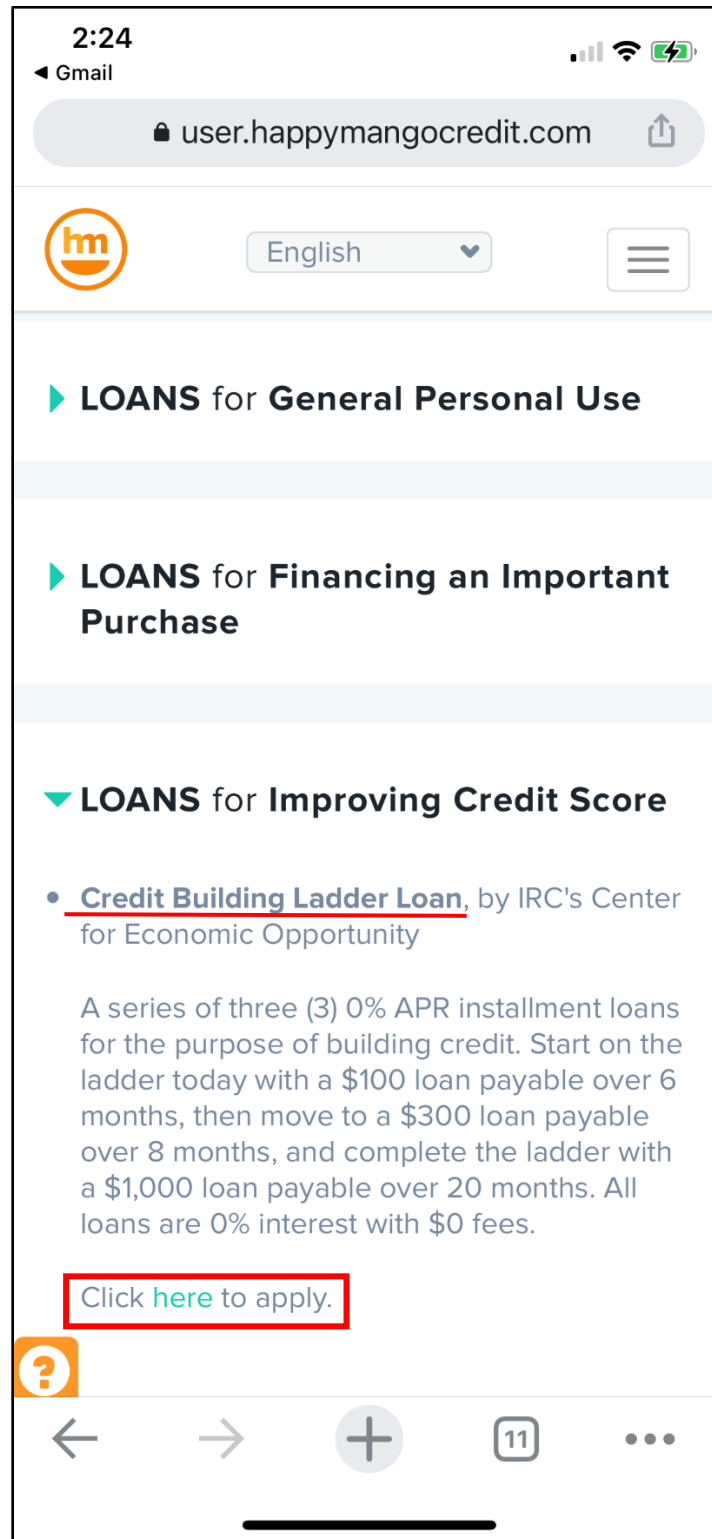 2:24
◀ Gmail
user.happymangocredit.com
hm
English
LOANS for General Personal Use
LOANS for Financing an Important
Purchase
LOANS for Improving Credit Score
• Credit Building Ladder Loan, by IRC's Center
for Economic Opportunity
A series of three (3) 0% APR installment loans
for the purpose of building credit. Start on the
ladder today with a $100 loan payable over 6
months, then move to a $300 loan payable
over 8 months, and complete the ladder with
a $1,000 loan payable over 20 months. All
loans are 0% interest with $0 fees.
Click here to apply.
?
11